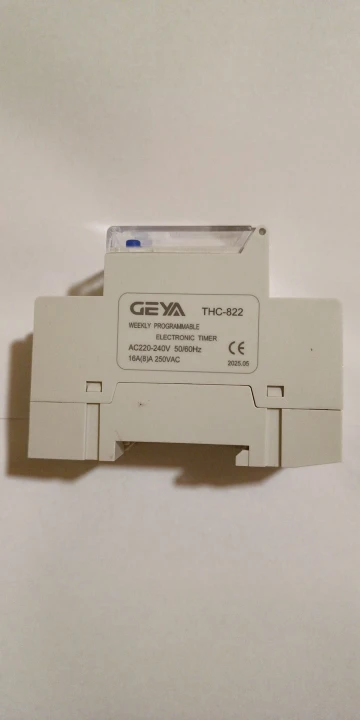 GEYA THC-822
WEEKLY PROGRAMMABLE
ELECTRONIC TIMER
AC220-240V 50/60Hz
16A(8)A 250VAC
CE
2025.05